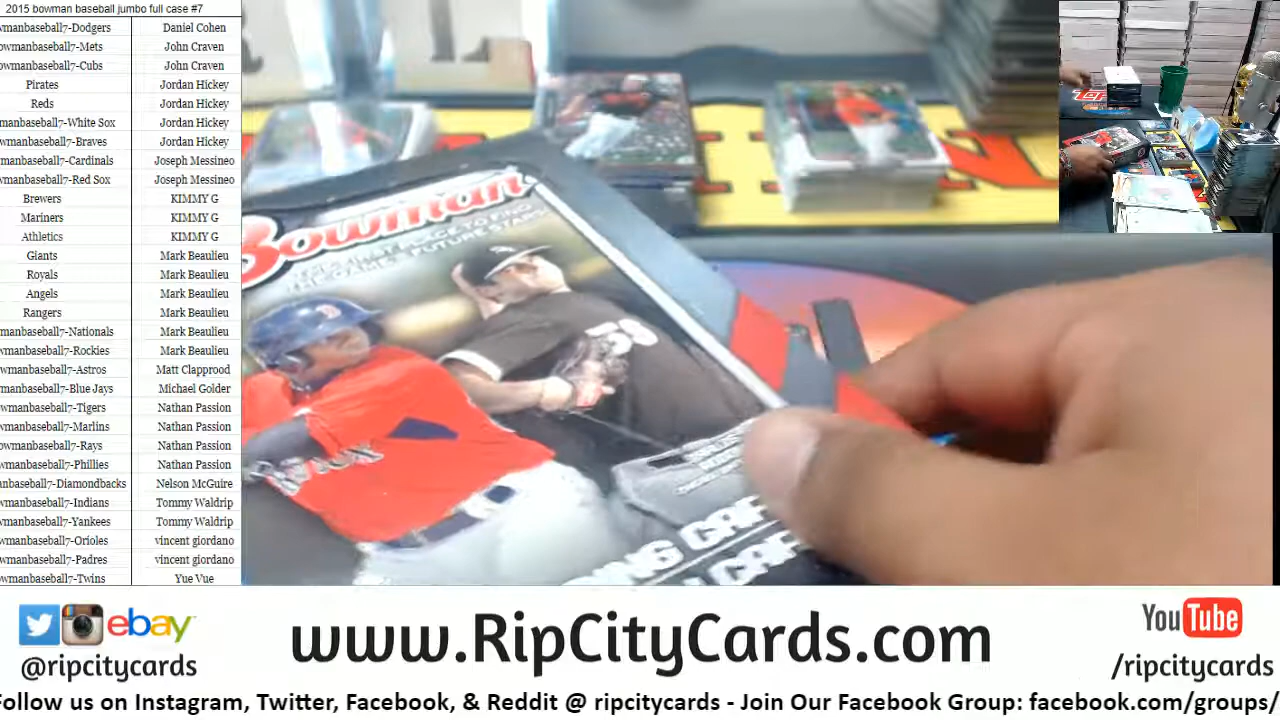 2015 bowman baseball jumbo full case #7
wmanbaseball7-Dodgers Daniel Cohen
owmanbaseball7-Mets John Craven
owmanbaseball7-Cubs John Craven
Pirates Jordan Hickey
Reds Jordan Hickey
manbaseball7-White Sox Jordan Hickey
wmanbaseball7-Braves Jordan Hickey
manbaseball7-Cardinals Joseph Messineo
wmanbaseball7-Red Sox Joseph Messineo
Brewers KIMMY G
Mariners KIMMY G
Athletics KIMMY G
Giants Mark Beaulieu
Royals Mark Beaulieu
Angels Mark Beaulieu
Rangers Mark Beaulieu
manbaseball7-Nationals Mark Beaulieu
wmanbaseball7-Rockies Mark Beaulieu
wmanbaseball7-Astros Matt Clapprood
manbaseball7-Blue Jays Michael Golder
wmanbaseball7-Tigers Nathan Passion
wmanbaseball7-Marlins Nathan Passion
owmanbaseball7-Rays Nathan Passion
wmanbaseball7-Phillies Nathan Passion
anbaseball7-Diamondbacks Nelson McGuire
wmanbaseball7-Indians Tommy Waldrip
wmanbaseball7-Yankees Tommy Waldrip
wmanbaseball7-Orioles vincent giordano
wmanbaseball7-Padres vincent giordano
wmanbaseball7-Twins Yue Vue
Bowman
58
ebay
@ripcitycards
www.RipCityCards.com
YouTube
/ripcitycards
Follow us on Instagram, Twitter, Facebook, & Reddit @ ripcitycards - Join Our Facebook Group: facebook.com/groups/